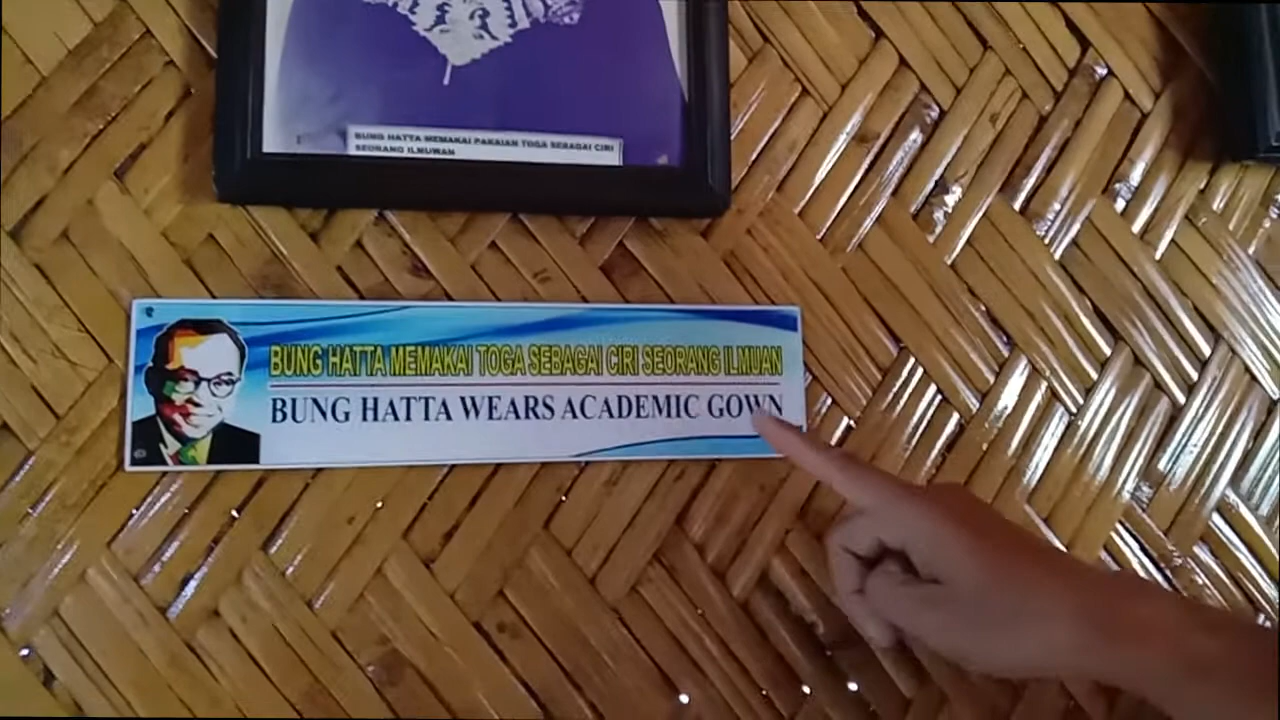 BUNG HATTA MEMAKAI PAKAIAN TOGA SEBAGAI CIRI
SEORANG ILMUWAN
BUNG HATTA MEMAKAI TOGA SEBAGAI CIRI SEORANG ILMUAN
BUNG HATTA WEARS ACADEMIC GOWN